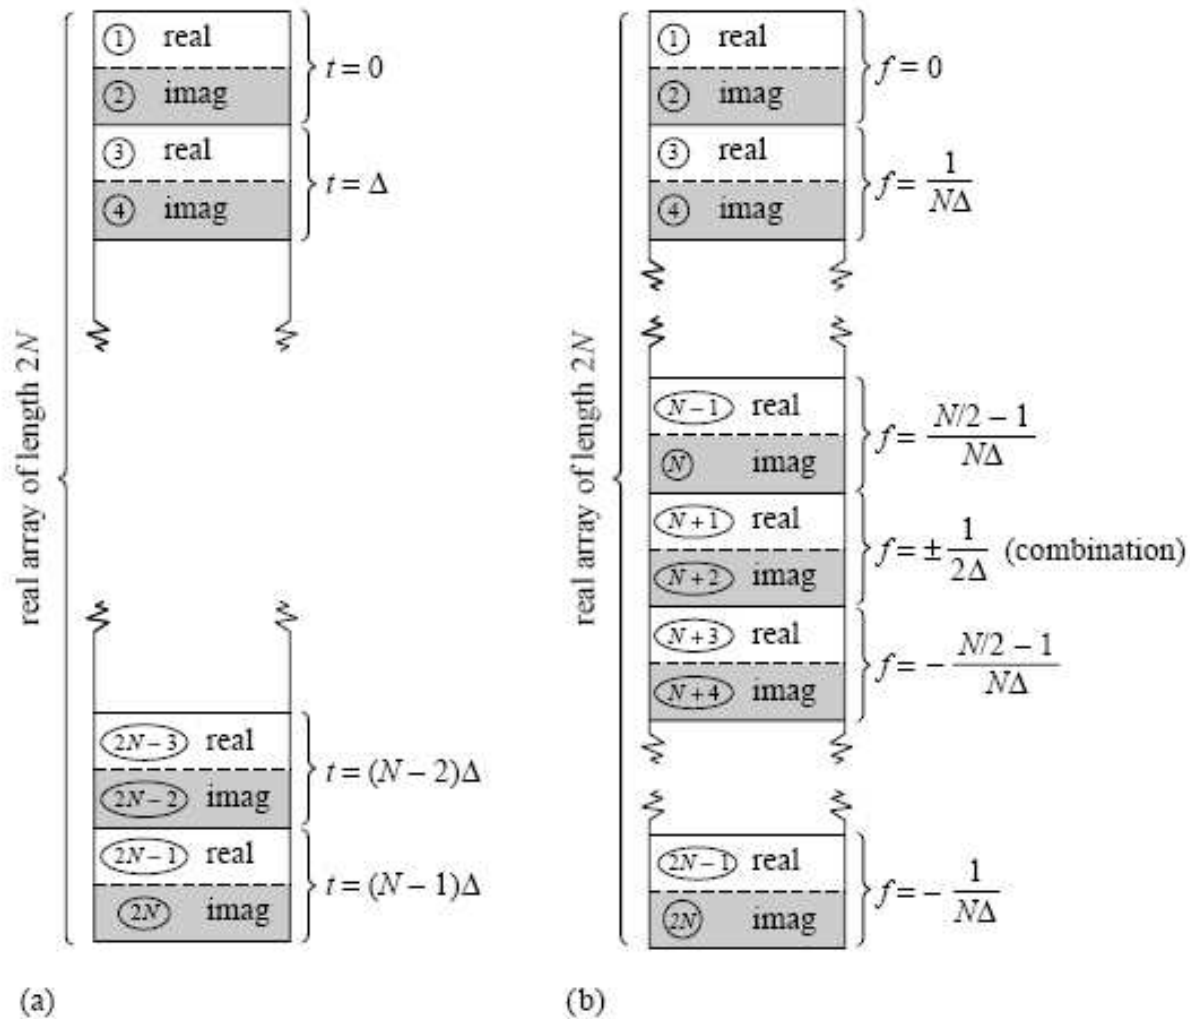 real array of length 2N
① real
② imag
t = 0
③ real
④ imag
t = Δ
2N − 3 real
2N − 2 imag
t = (N − 2)Δ
2N − 1 real
2N imag
t = (N − 1)Δ
(a)
real array of length 2N
① real
② imag
f = 0
③ real
④ imag
f = 1/NΔ
N − 1 real
N imag
f = N/2 − 1/NΔ
N + 1 real
N + 2 imag
f = ± 1/2Δ (combination)
N + 3 real
N + 4 imag
f = − N/2 − 1/NΔ
2N − 1 real
2N imag
f = − 1/NΔ
(b)